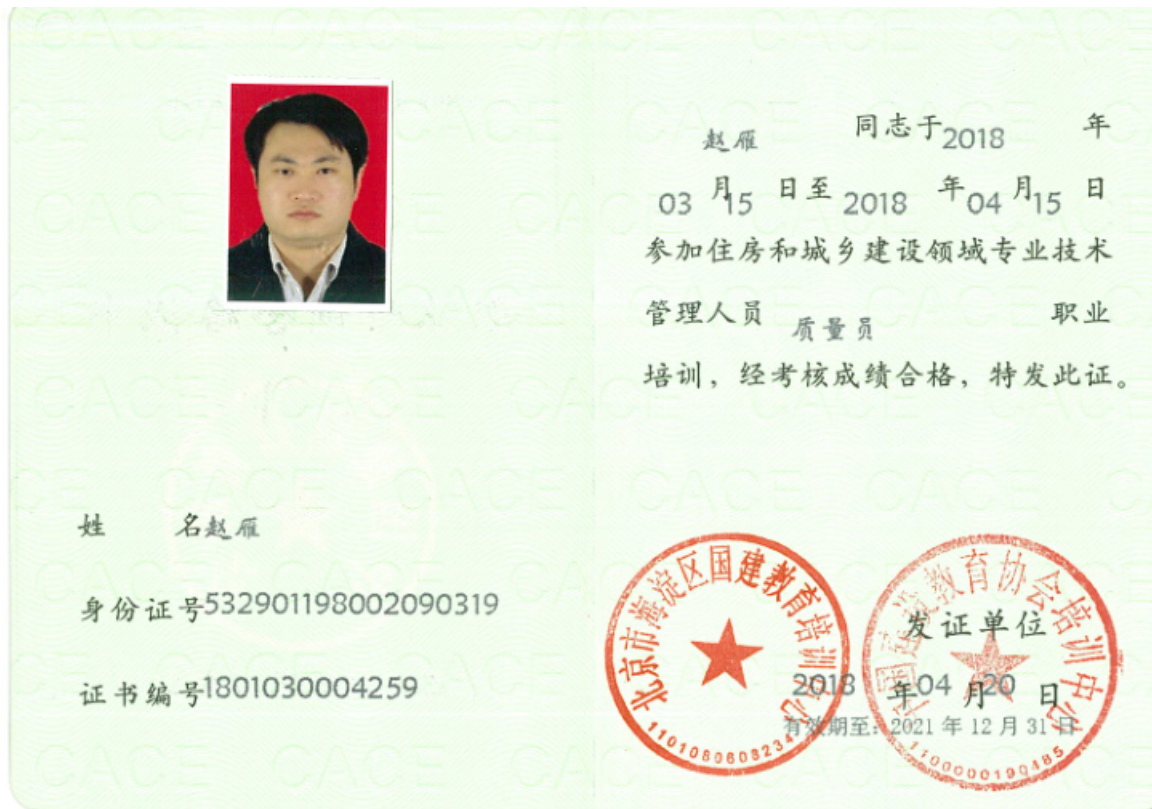 赵雁 同志于2018 年
03 月15 日至 2018 年04 月15 日
参加住房和城乡建设领域专业技术
管理人员 质量员 职业
培训，经考核成绩合格，特发此证。
姓 名赵雁
身份证号532901198002090319
证书编号1801030004259
北京市海淀区国建教育培训中心
中国建设教育协会培训中心
1100000190485
发证单位
2018 年04 月20 日
有效期至：2021 年 12 月 31 日
CACE